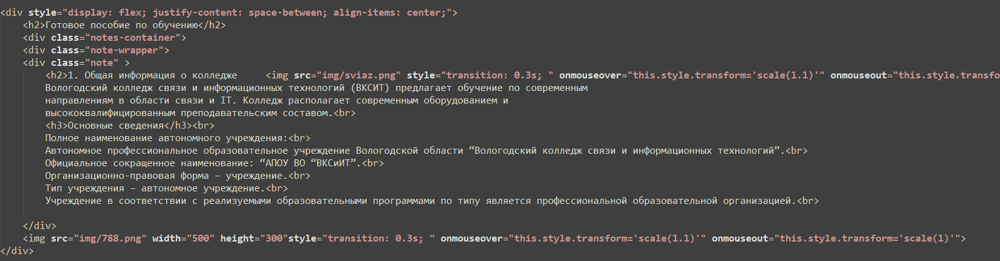 <div style="display: flex; justify-content: space-between; align-items: center;">
<h2>Готовое пособие по обучению</h2>
<div class="notes-container">
<div class="note-wrapper">
<div class="note" >
<h2>1. Общая информация о колледже     <img src="img/sviaz.png" style="transition: 0.3s; " onmouseover="this.style.transform='scale(1.1)'" onmouseout="this.style.transfo
Вологодский колледж связи и информационных технологий (ВКСИТ) предлагает обучение по современным
направлениям в области связи и IT. Колледж располагает современным оборудованием и
высококвалифицированным преподавательским составом.<br>
<h3>Основные сведения</h3><br>
Полное наименование автономного учреждения:<br>
Автономное профессиональное образовательное учреждение Вологодской области “Вологодский колледж связи и информационных технологий”.<br>
Официальное сокращенное наименование: “АПОУ ВО “ВКСиИТ”.<br>
Организационно-правовая форма – учреждение.<br>
Тип учреждения – автономное учреждение.<br>
Учреждение в соответствии с реализуемыми образовательными программами по типу является профессиональной образовательной организацией.<br>
</div>
<img src="img/788.png" width="500" height="300"style="transition: 0.3s; " onmouseover="this.style.transform='scale(1.1)'" onmouseout="this.style.transform='scale(1)'">
</div>